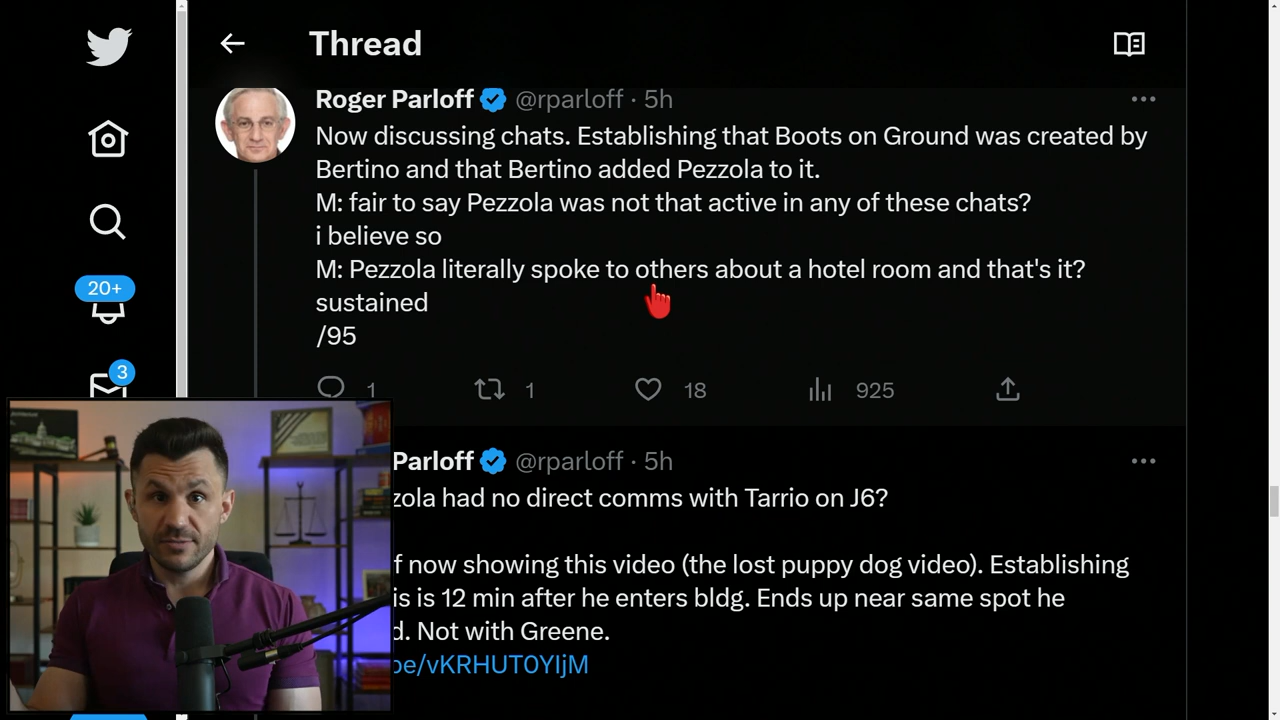 Thread
Roger Parloff @rparloff · 5h
Now discussing chats. Establishing that Boots on Ground was created by
Bertino and that Bertino added Pezzola to it.
M: fair to say Pezzola was not that active in any of these chats?
i believe so
M: Pezzola literally spoke to others about a hotel room and that's it?
sustained
/95
20+
3
1 1 18 925
Parloff @rparloff · 5h
zola had no direct comms with Tarrio on J6?
f now showing this video (the lost puppy dog video). Establishing
is is 12 min after he enters bldg. Ends up near same spot he
d. Not with Greene.
be/vKRHUT0YIjM